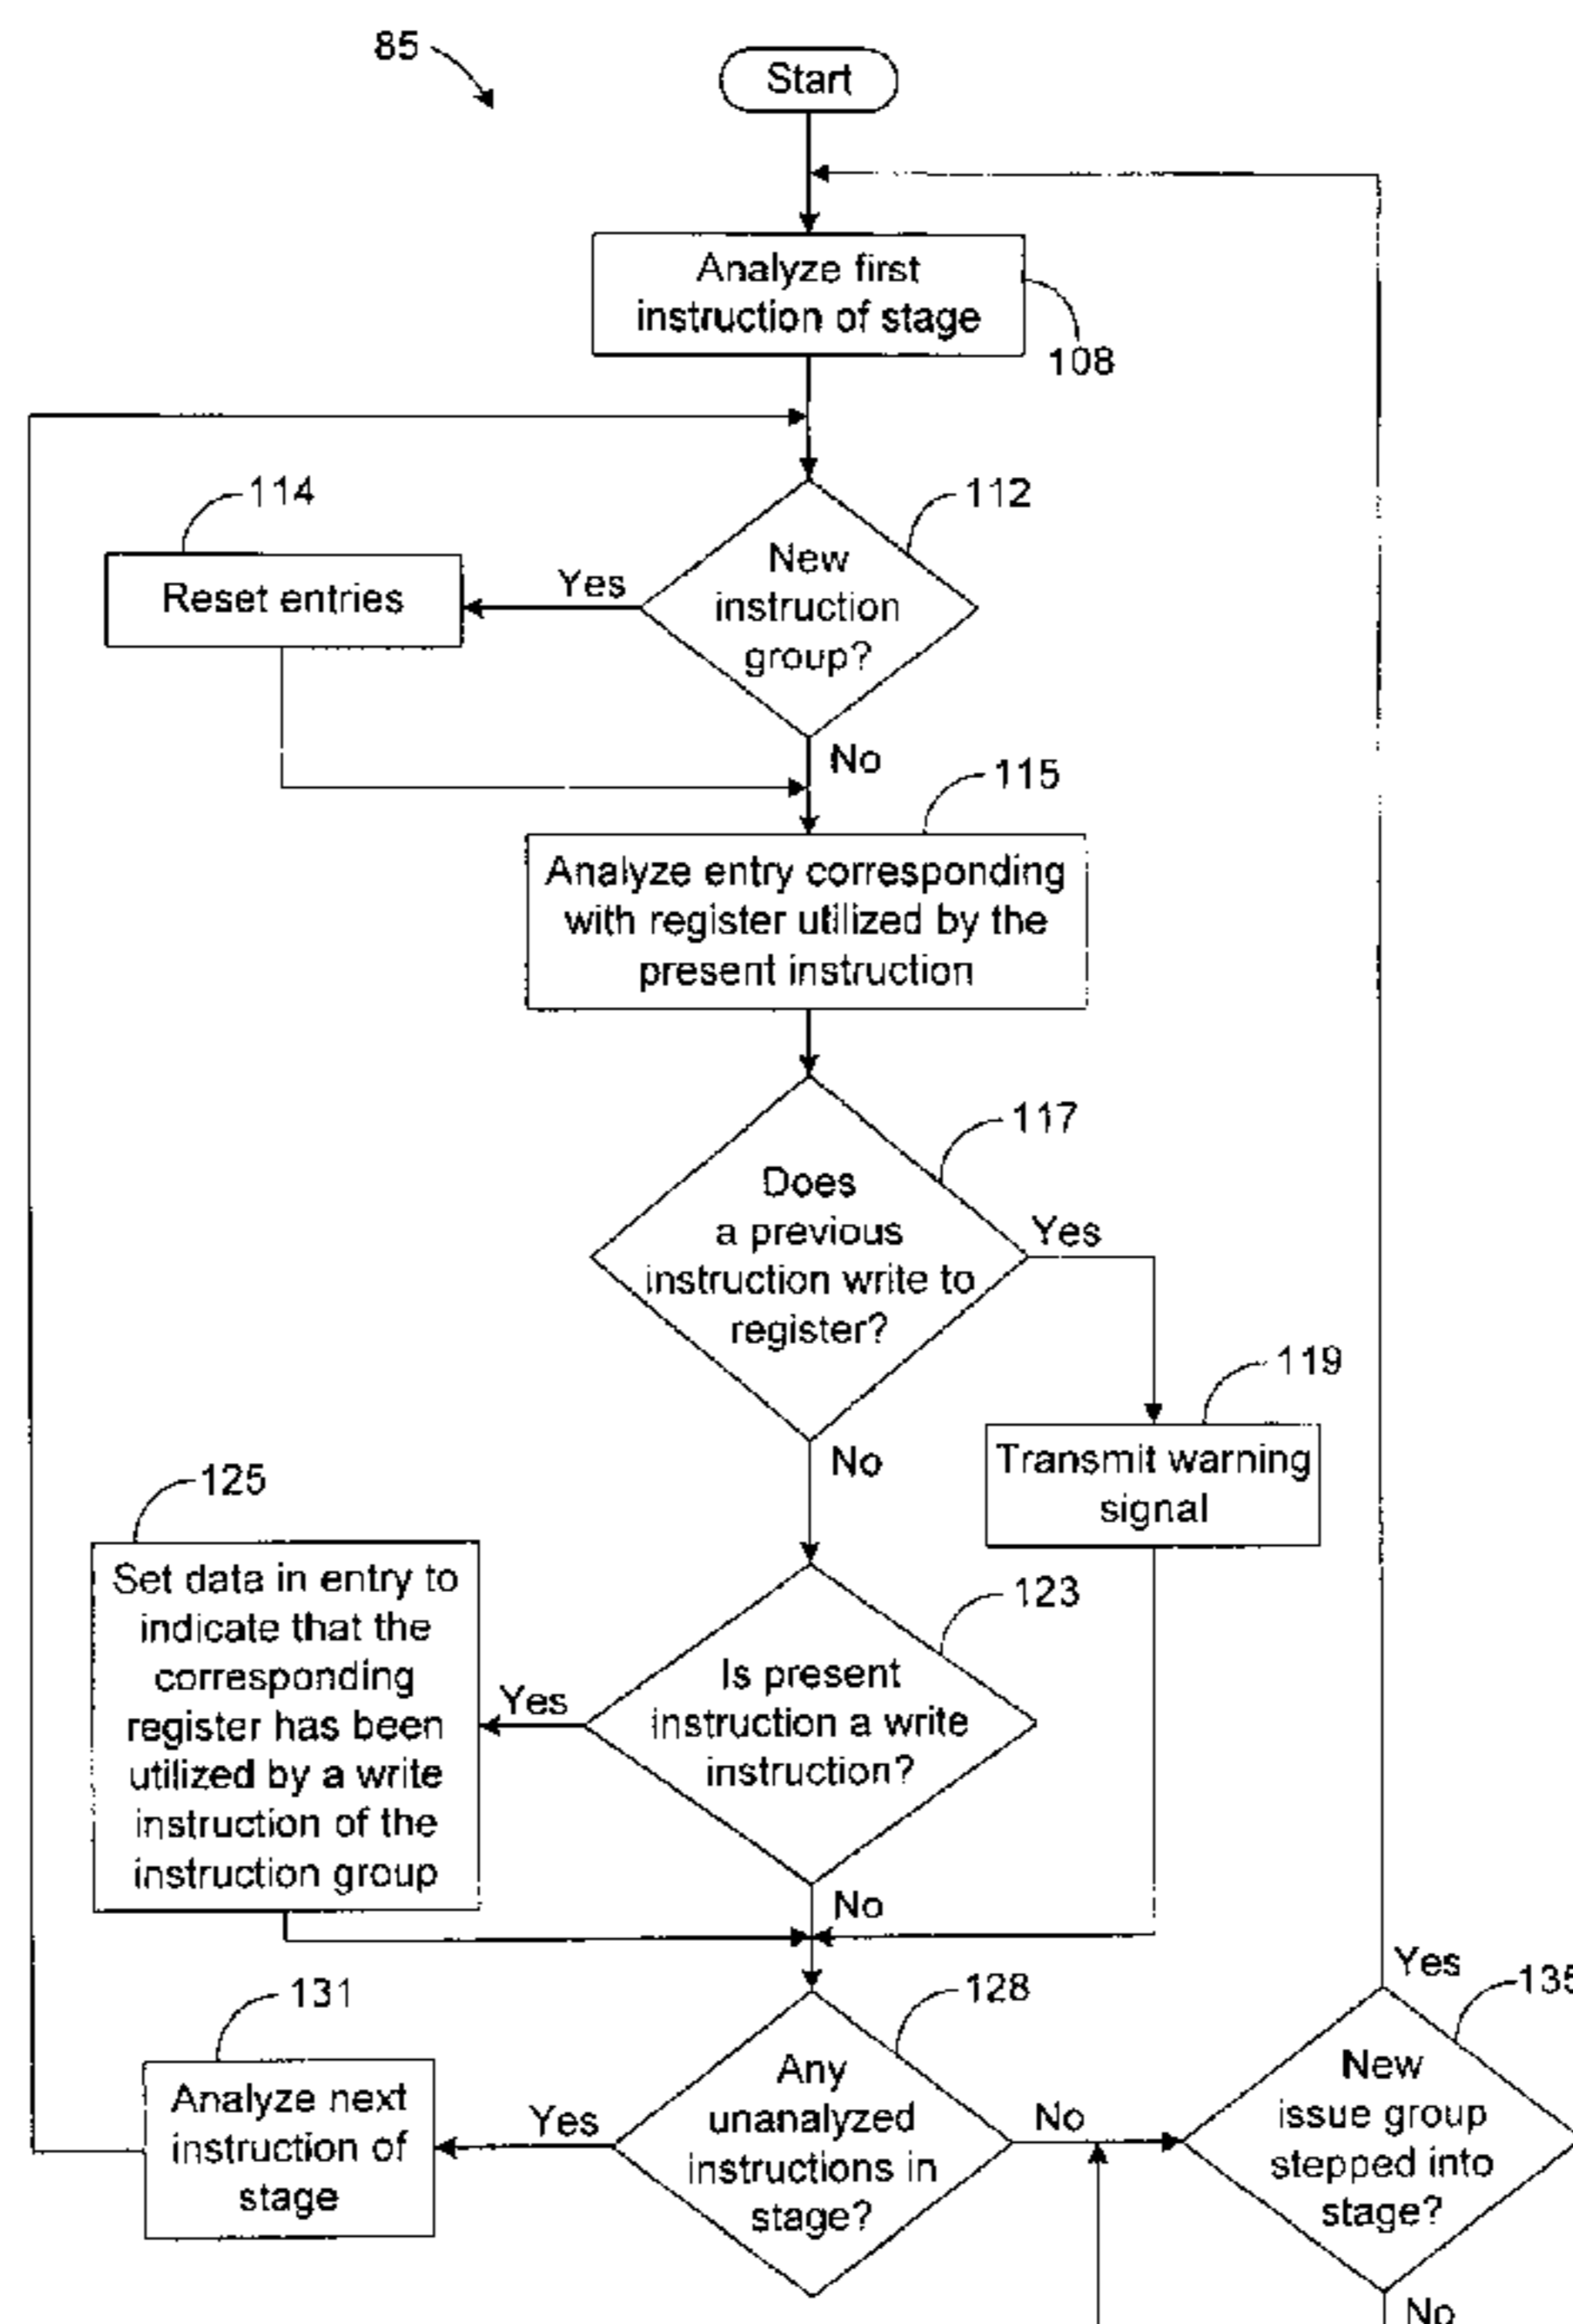 85
Start
Analyze first
instruction of stage
108
114
112
Reset entries
Yes
New
instruction
group?
No
115
Analyze entry corresponding
with register utilized by the
present instruction
117
Does
a previous
instruction write to
register?
Yes
119
No
Transmit warning
signal
125
Set data in entry to
indicate that the
corresponding
register has been
utilized by a write
instruction of the
instruction group
Yes
123
Is present
instruction a write
instruction?
No
131
128
Yes
135
Analyze next
instruction of
stage
Yes
Any
unanalyzed
instructions in
stage?
No
New
issue group
stepped into
stage?
No